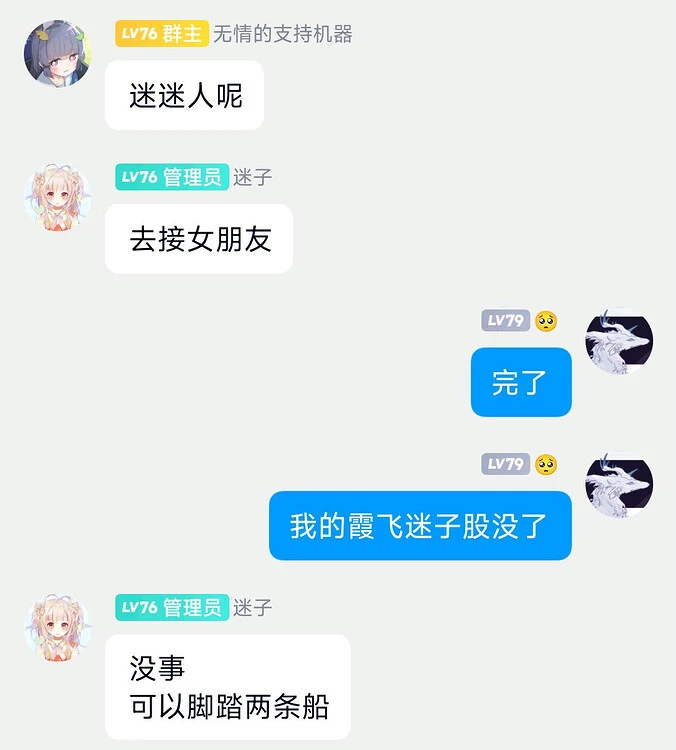 LV76 群主 无情的支持机器
迷迷人呢
LV76 管理员 迷子
去接女朋友
LV79 🥺
完了
LV79 🥺
我的霞飞迷子股没了
LV76 管理员 迷子
没事
可以脚踏两条船